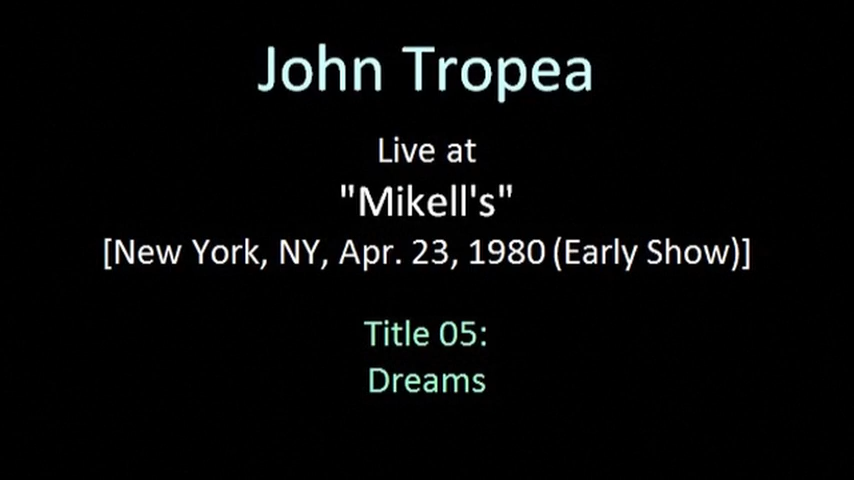 John Tropea
Live at
"Mikell's"
[New York, NY, Apr. 23, 1980 (Early Show)]
Title 05:
Dreams